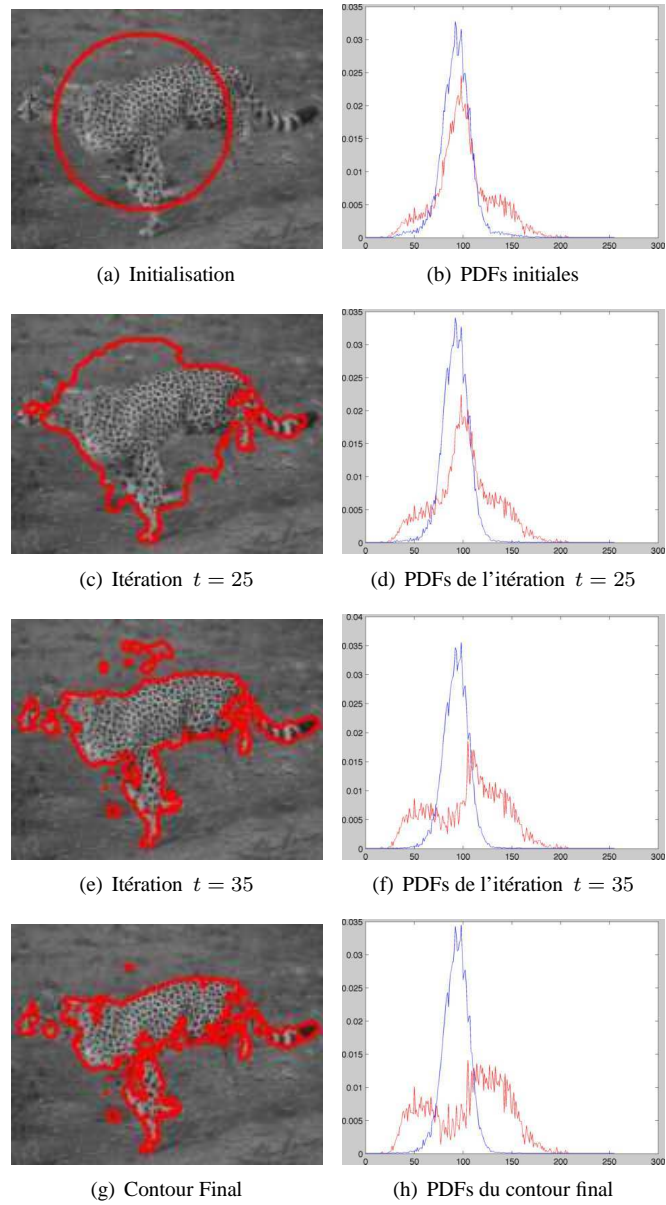 0.035
0.03
0.025
0.02
0.015
0.01
0.005
0
0 50 100 150 200 250 300
(a) Initialisation
(b) PDFs initiales
0.035
0.03
0.025
0.02
0.015
0.01
0.005
0
0 50 100 150 200 250 300
(c) Itération t = 25
(d) PDFs de l'itération t = 25
0.04
0.035
0.03
0.025
0.02
0.015
0.01
0.005
0
0 50 100 150 200 250 300
(e) Itération t = 35
(f) PDFs de l'itération t = 35
0.035
0.03
0.025
0.02
0.015
0.01
0.005
0
0 50 100 150 200 250 300
(g) Contour Final
(h) PDFs du contour final